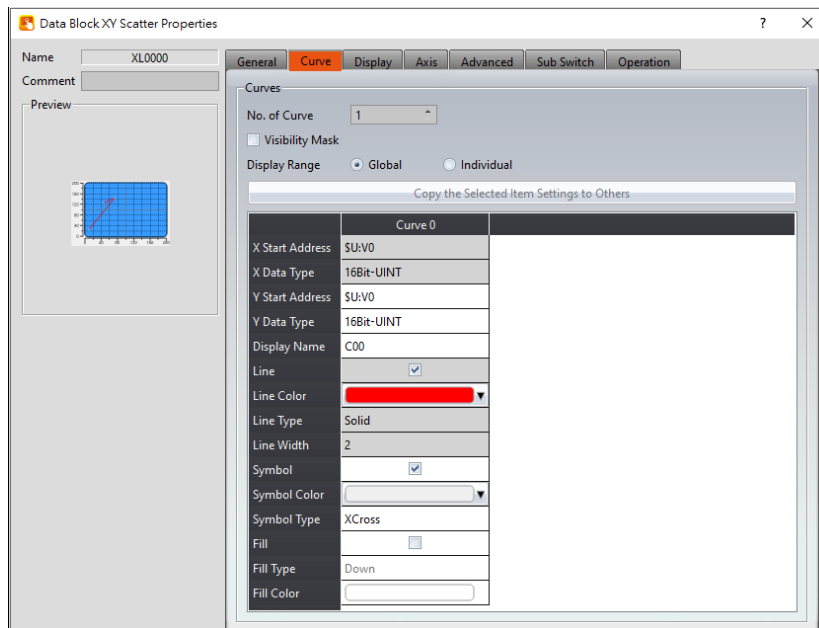 Data Block XY Scatter Properties
?
Name XL0000
Comment
Preview
General Curve Display Axis Advanced Sub Switch Operation
Curves
No. of Curve 1
Visibility Mask
Display Range Global Individual
Copy the Selected Item Settings to Others
Curve 0
X Start Address $U:V0
X Data Type 16Bit-UINT
Y Start Address $U:V0
Y Data Type 16Bit-UINT
Display Name C00
Line
Line Color
Line Type Solid
Line Width 2
Symbol
Symbol Color
Symbol Type XCross
Fill
Fill Type Down
Fill Color